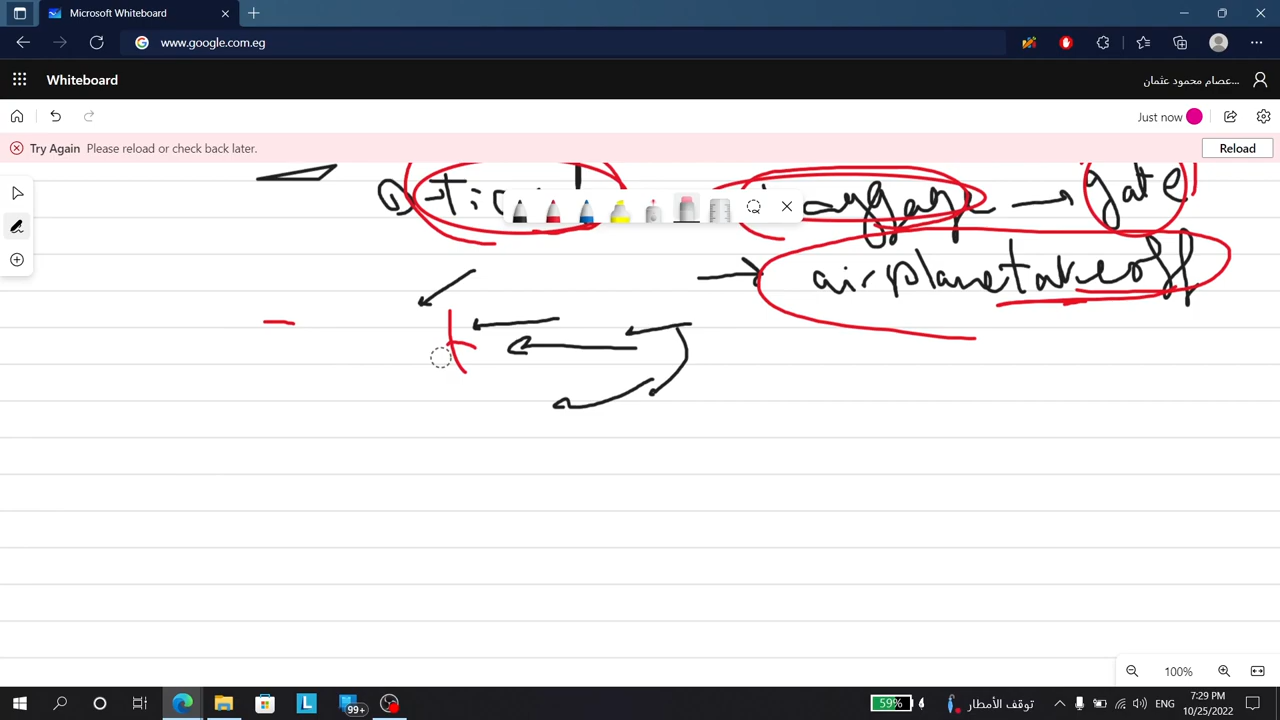 Microsoft Whiteboard
www.google.com.eg
Whiteboard
عصام محمود عثمان...
Just now
Try Again Please reload or check back later.
Reload
→ gate
→ airplane takeoff
100%
99+
59%
توقف الأمطار
ENG
7:29 PM
10/25/2022